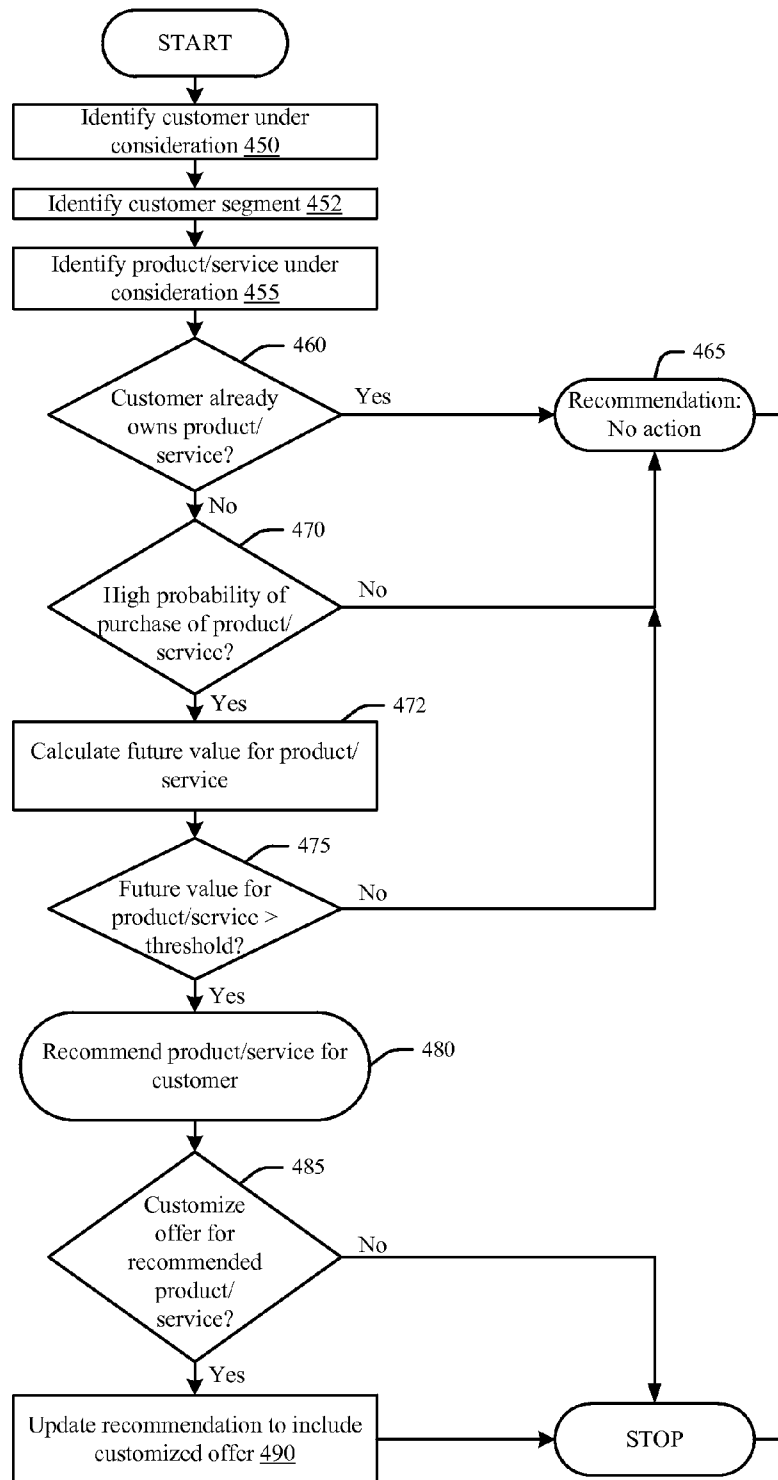 START
Identify customer under
consideration 450
Identify customer segment 452
Identify product/service under
consideration 455
460
Customer already
owns product/
service?
Yes
465
Recommendation:
No action
No
470
High probability of
purchase of product/
service?
No
Yes
472
Calculate future value for product/
service
475
Future value for
product/service >
threshold?
No
Yes
Recommend product/service for
customer
480
485
Customize
offer for
recommended
product/
service?
No
Yes
Update recommendation to include
customized offer 490
STOP